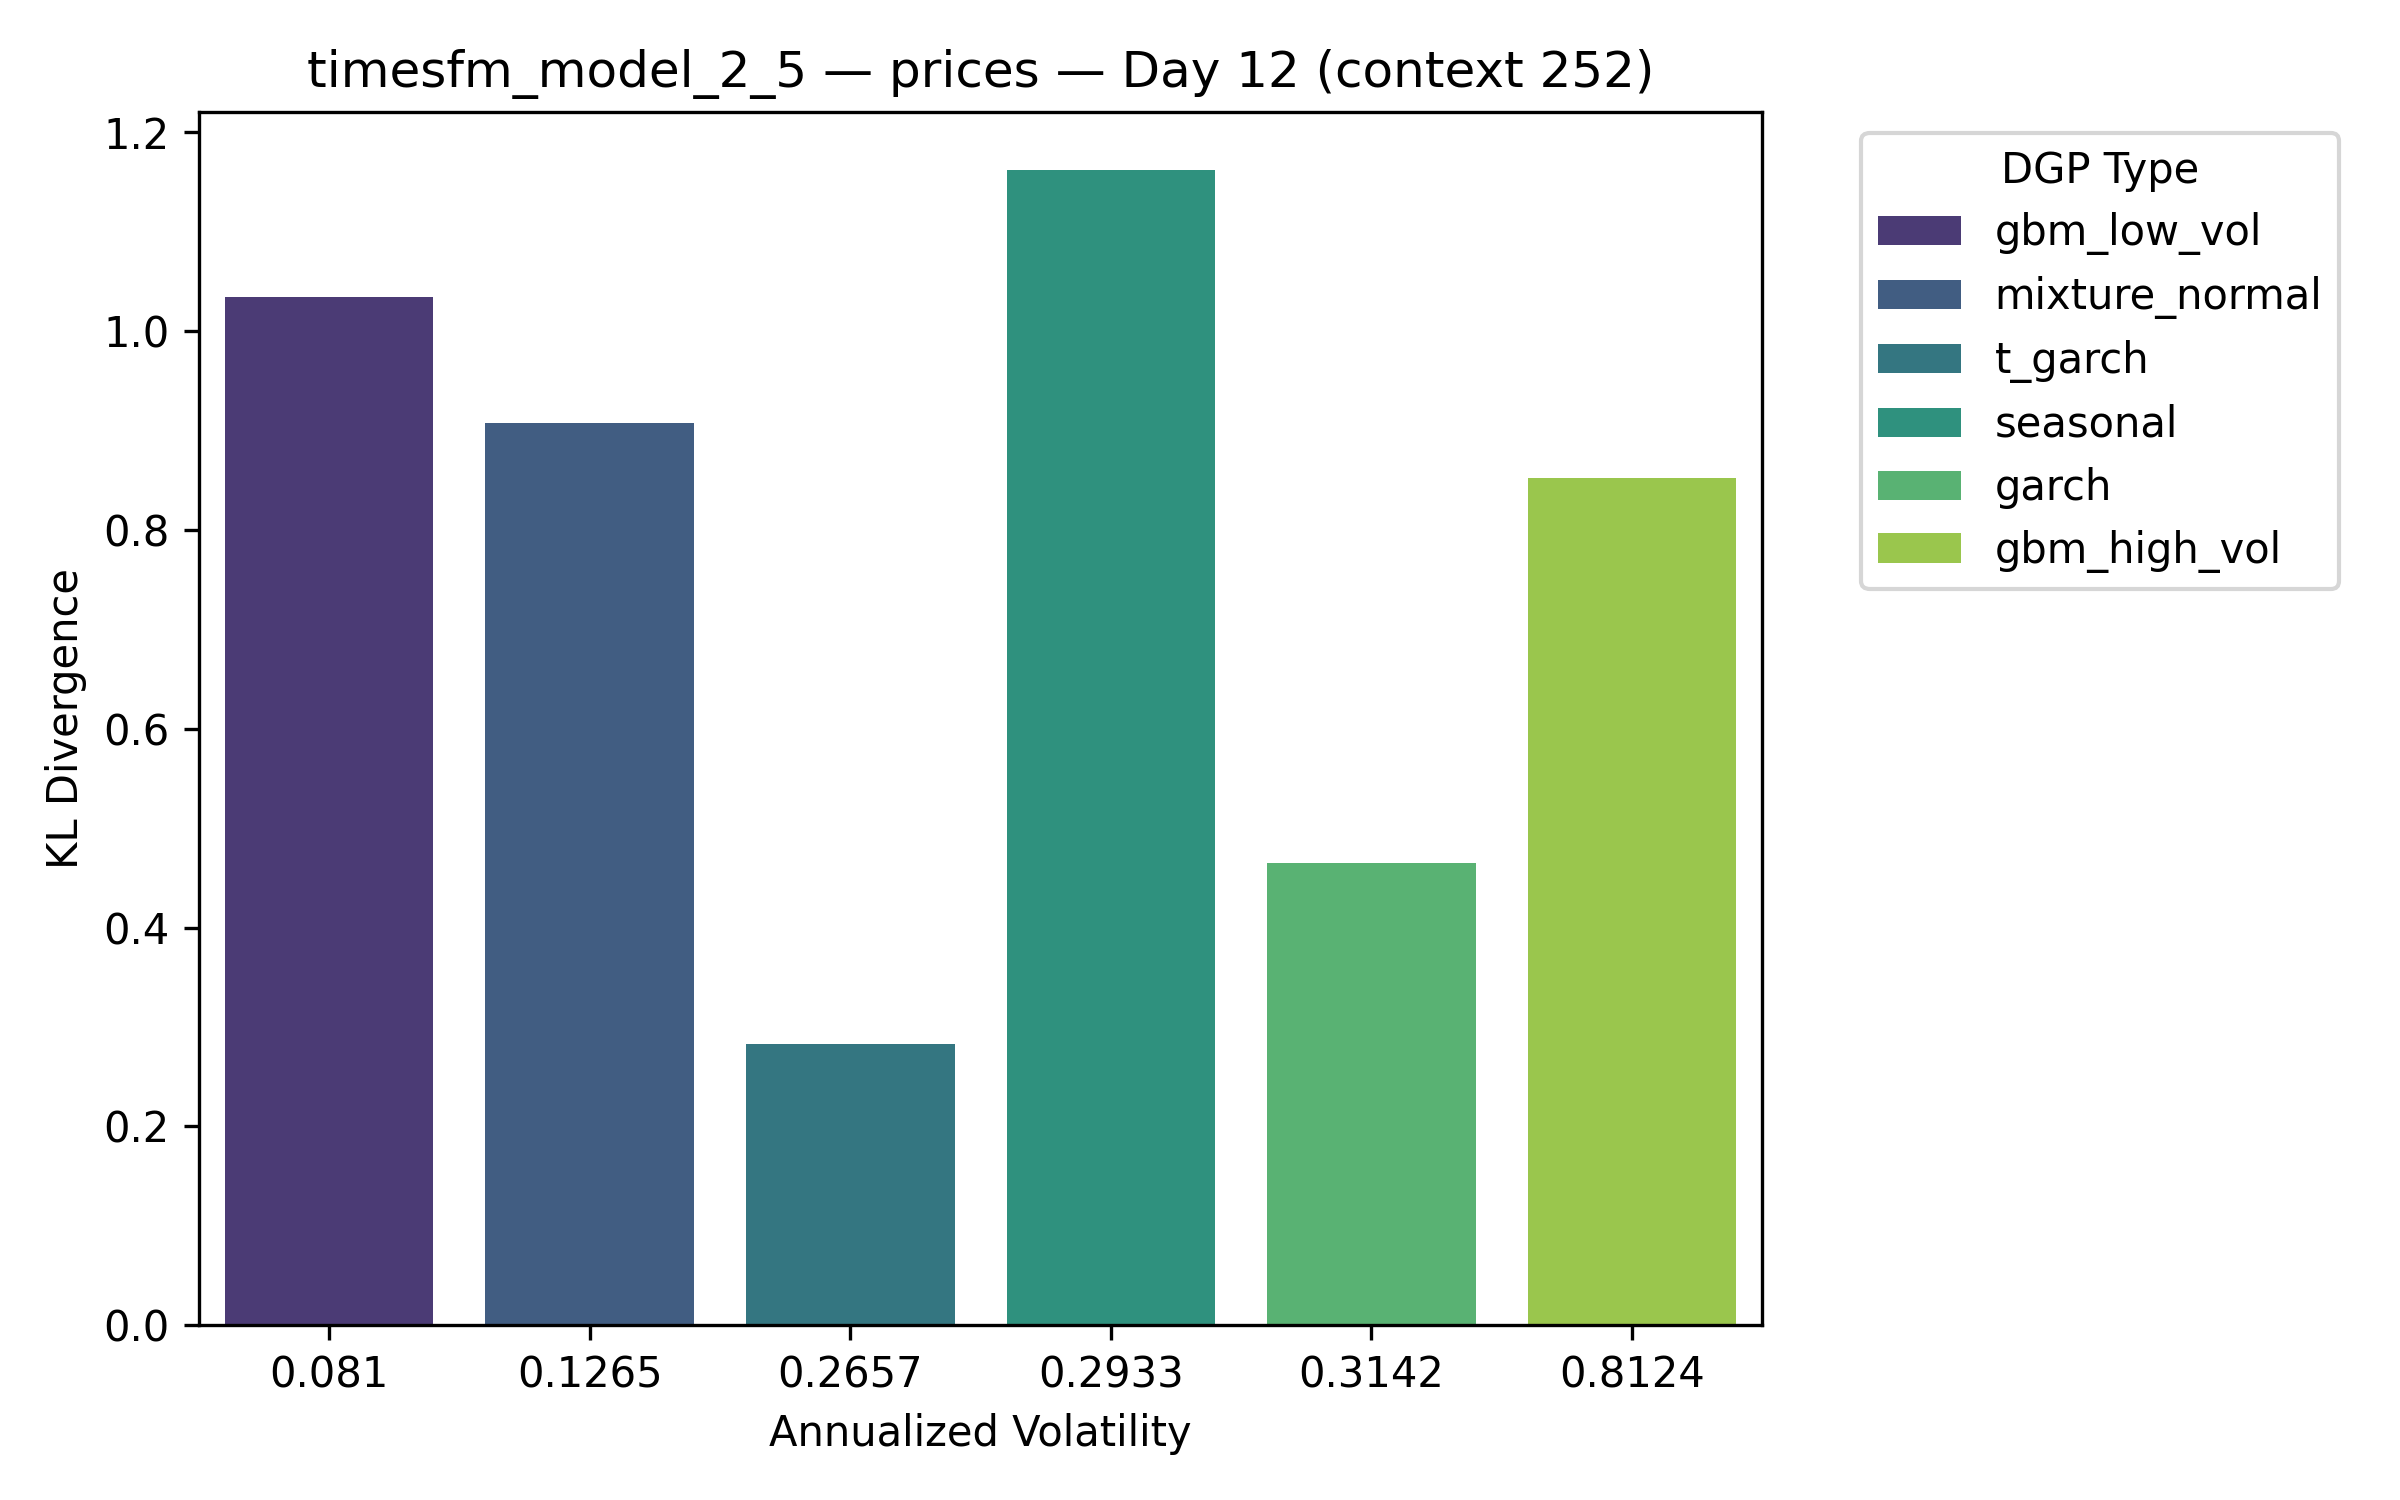 timesfm_model_2_5 — prices — Day 12 (context 252)
1.2
1.0
0.8
0.6
0.4
0.2
0.0
KL Divergence
0.081
0.1265
0.2657
0.2933
0.3142
0.8124
Annualized Volatility
DGP Type
gbm_low_vol
mixture_normal
t_garch
seasonal
garch
gbm_high_vol